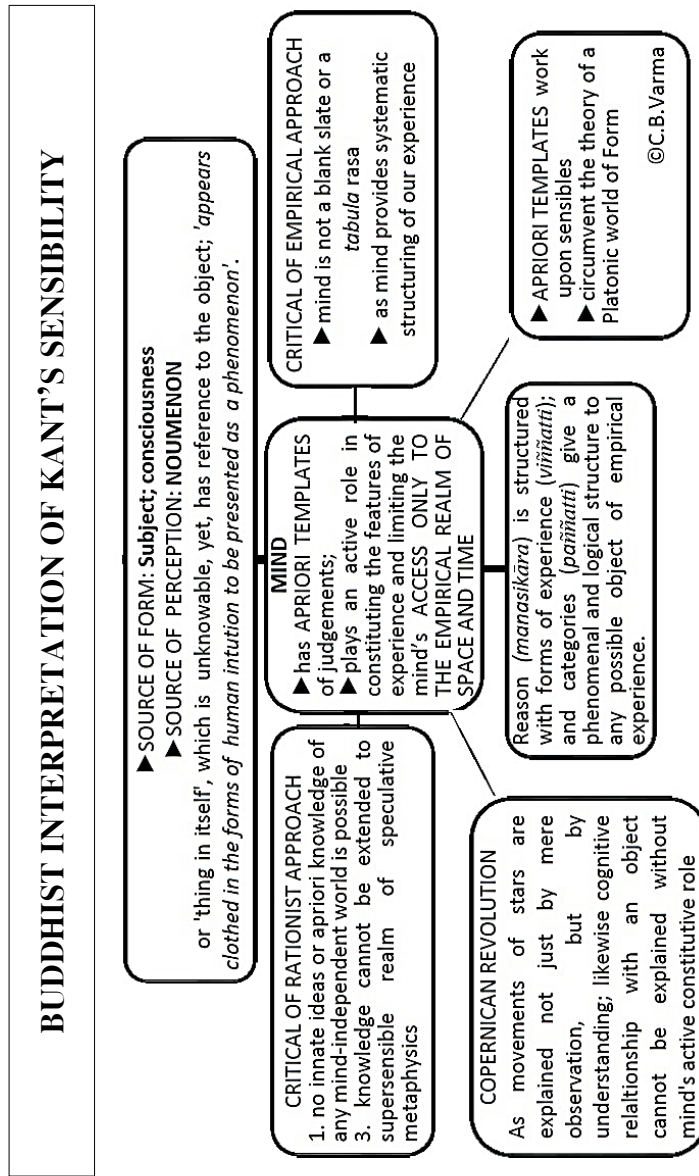 BUDDHIST INTERPRETATION OF KANT'S SENSIBILITY
▶SOURCE OF FORM: Subject; consciousness
▶SOURCE OF PERCEPTION: NOUMENON
or 'thing in itself', which is unknowable, yet, has reference to the object; 'appears
clothed in the forms of human intution to be presented as a phenomenon'.
CRITICAL OF RATIONIST APPROACH
1. no innate ideas or apriori knowledge of
any mind-independent world is possible
3. knowledge cannot be extended to
supersensible realm of speculative
metaphysics
MIND
▶has APRIORI TEMPLATES
of judgements;
▶plays an active role in
constituting the features of
experience and limiting the
mind's ACCESS ONLY TO
THE EMPIRICAL REALM OF
SPACE AND TIME
CRITICAL OF EMPIRICAL APPROACH
▶ mind is not a blank slate or a
tabula rasa
▶ as mind provides systematic
structuring of our experience
COPERNICAN REVOLUTION
As movements of stars are
explained not just by mere
observation, but by
understanding; likewise cognitive
relaltionship with an object
cannot be explained without
mind's active constitutive role
Reason (manasikāra) is structured
with forms of experience (viññatti);
and categories (paññatti) give a
phenomenal and logical structure to
any possible object of empirical
experience.
▶APRIORI TEMPLATES work
upon sensibles
▶circumvent the theory of a
Platonic world of Form
©C.B.Varma